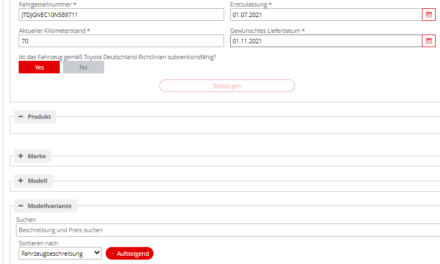 Fahrgestellnummer * Erstzulassung *
JTDJGNEC10N589711 01.07.2021
Aktueller Kilometerstand * Gewünschtes Lieferdatum *
70 01.11.2021
Ist das Fahrzeug gemäß Toyota Deutschland Richtlinien subventionsfähig?
Yes No
Bestätigen
− Produkt
+ Marke
+ Modell
− Modellvariante
Suchen
Beschreibung und Preis suchen
Sortieren nach
Fahrzeugbeschreibung - Aufsteigend